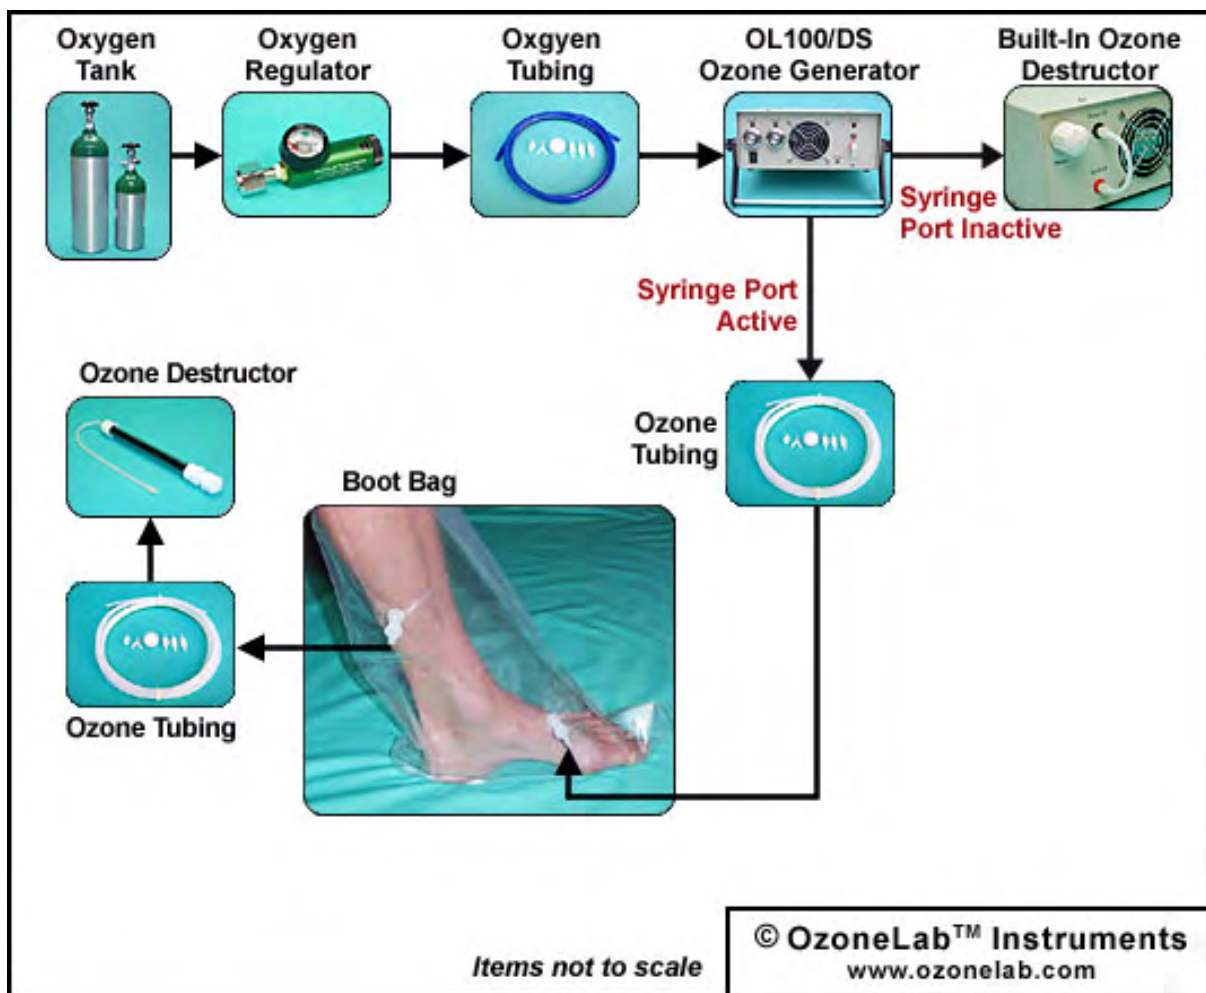 Oxygen
Tank
Oxygen
Regulator
Oxgyen
Tubing
OL100/DS
Ozone Generator
Built-In Ozone
Destructor
Syringe
Port Inactive
Syringe Port
Active
Ozone Destructor
Ozone
Tubing
Boot Bag
Ozone Tubing
Items not to scale
© OzoneLab™ Instruments
www.ozonelab.com